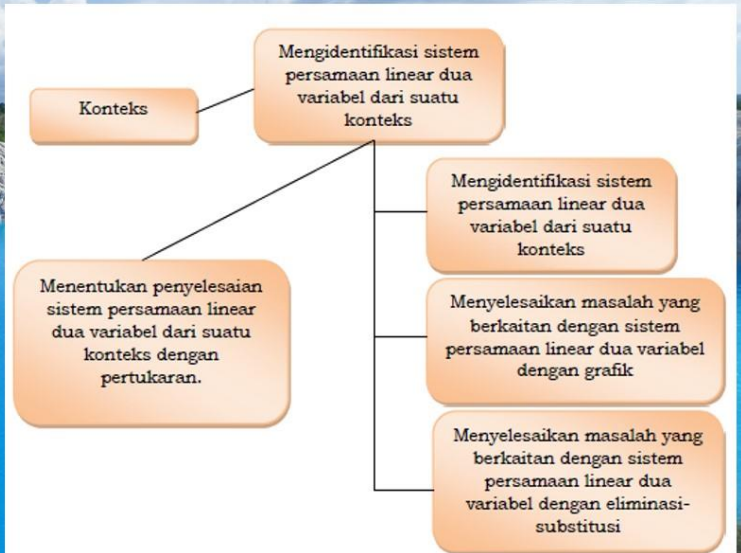 Mengidentifikasi sistem
persamaan linear dua
variabel dari suatu
konteks
Konteks
Mengidentifikasi sistem
persamaan linear dua
variabel dari suatu
konteks
Menentukan penyelesaian
sistem persamaan linear
dua variabel dari suatu
konteks dengan
pertukaran.
Menyelesaikan masalah yang
berkaitan dengan sistem
persamaan linear dua variabel
dengan grafik
Menyelesaikan masalah yang
berkaitan dengan sistem
persamaan linear dua
variabel dengan eliminasi-
substitusi